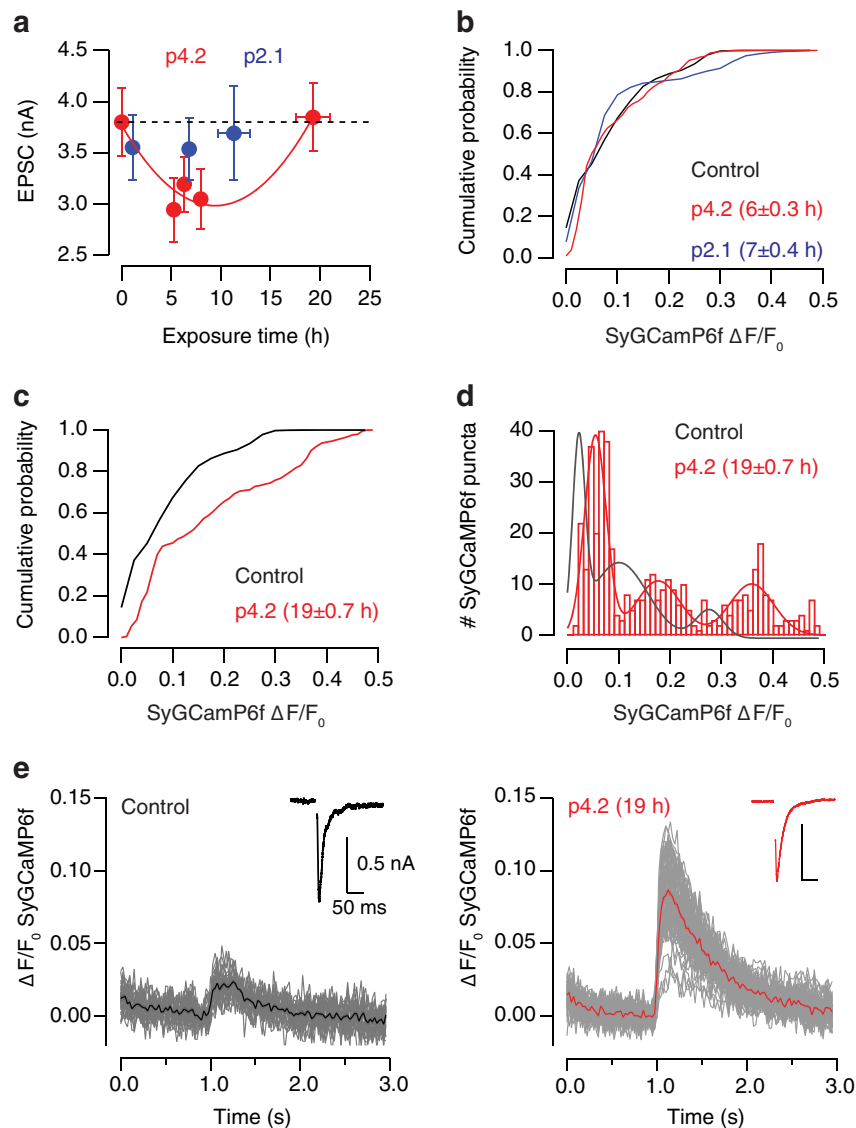 a
p4.2 p2.1
4.5
4.0
3.5
3.0
2.5
EPSC (nA)
0 5 10 15 20 25
Exposure time (h)
b
1.0
0.8
0.6
0.4
0.2
0.0
Cumulative probability
Control
p4.2 (6±0.3 h)
p2.1 (7±0.4 h)
0.0 0.1 0.2 0.3 0.4 0.5
SyGCamP6f ΔF/F0
c
1.0
0.8
0.6
0.4
0.2
0.0
Cumulative probability
Control
p4.2 (19±0.7 h)
0.0 0.1 0.2 0.3 0.4 0.5
SyGCamP6f ΔF/F0
d
40
30
20
10
0
# SyGCaMP6f puncta
Control
p4.2 (19±0.7 h)
0.0 0.1 0.2 0.3 0.4 0.5
SyGCamP6f ΔF/F0
e
0.15
0.10
0.05
0.00
ΔF/F0 SyGCaMP6f
Control
0.5 nA
50 ms
0.0 1.0 2.0 3.0
Time (s)
0.15
0.10
0.05
0.00
ΔF/F0 SyGCaMP6f
p4.2 (19 h)
0.0 1.0 2.0 3.0
Time (s)